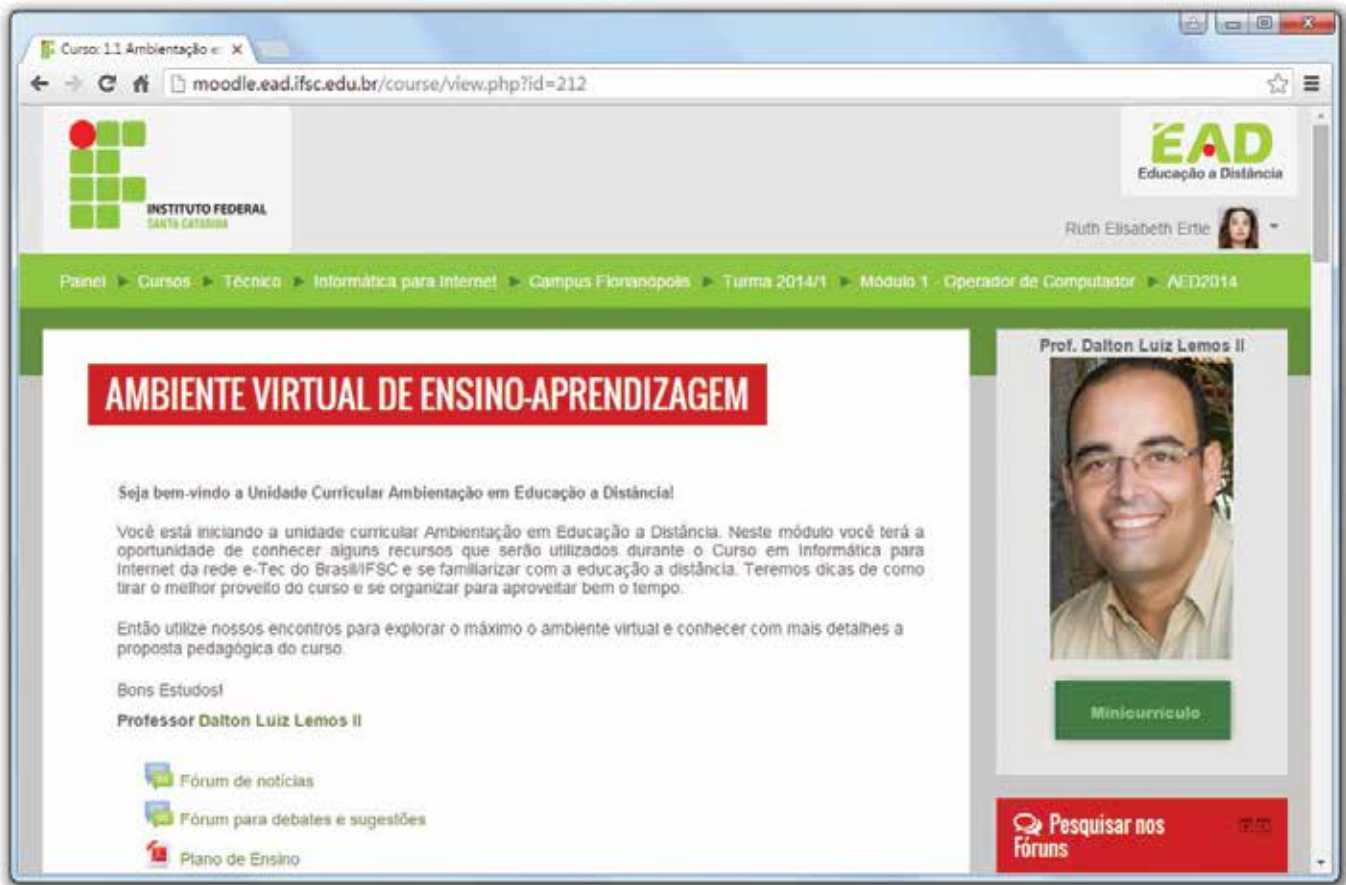 Curso: 1.1 Ambientação e
moodle.ead.ifsc.edu.br/course/view.php?id=212
INSTITUTO FEDERAL
SANTA CATARINA
EAD
Educação a Distância
Ruth Elisabeth Ertle
Painel ► Cursos ► Técnico ► Informática para Internet ► Campus Florianópolis ► Turma 2014/1 ► Módulo 1 - Operador de Computador ► AED2014
AMBIENTE VIRTUAL DE ENSINO-APRENDIZAGEM
Seja bem-vindo a Unidade Curricular Ambientação em Educação a Distância!
Você está iniciando a unidade curricular Ambientação em Educação a Distância. Neste módulo você terá a
oportunidade de conhecer alguns recursos que serão utilizados durante o Curso em Informática para
Internet da rede e-Tec do Brasil/IFSC e se familiarizar com a educação a distância. Teremos dicas de como
tirar o melhor proveito do curso e se organizar para aproveitar bem o tempo.
Então utilize nossos encontros para explorar o máximo o ambiente virtual e conhecer com mais detalhes a
proposta pedagógica do curso.
Bons Estudos!
Professor Dalton Luiz Lemos II
Fórum de notícias
Fórum para debates e sugestões
Plano de Ensino
Prof. Dalton Luiz Lemos II
Minicurriculo
Pesquisar nos
Fóruns